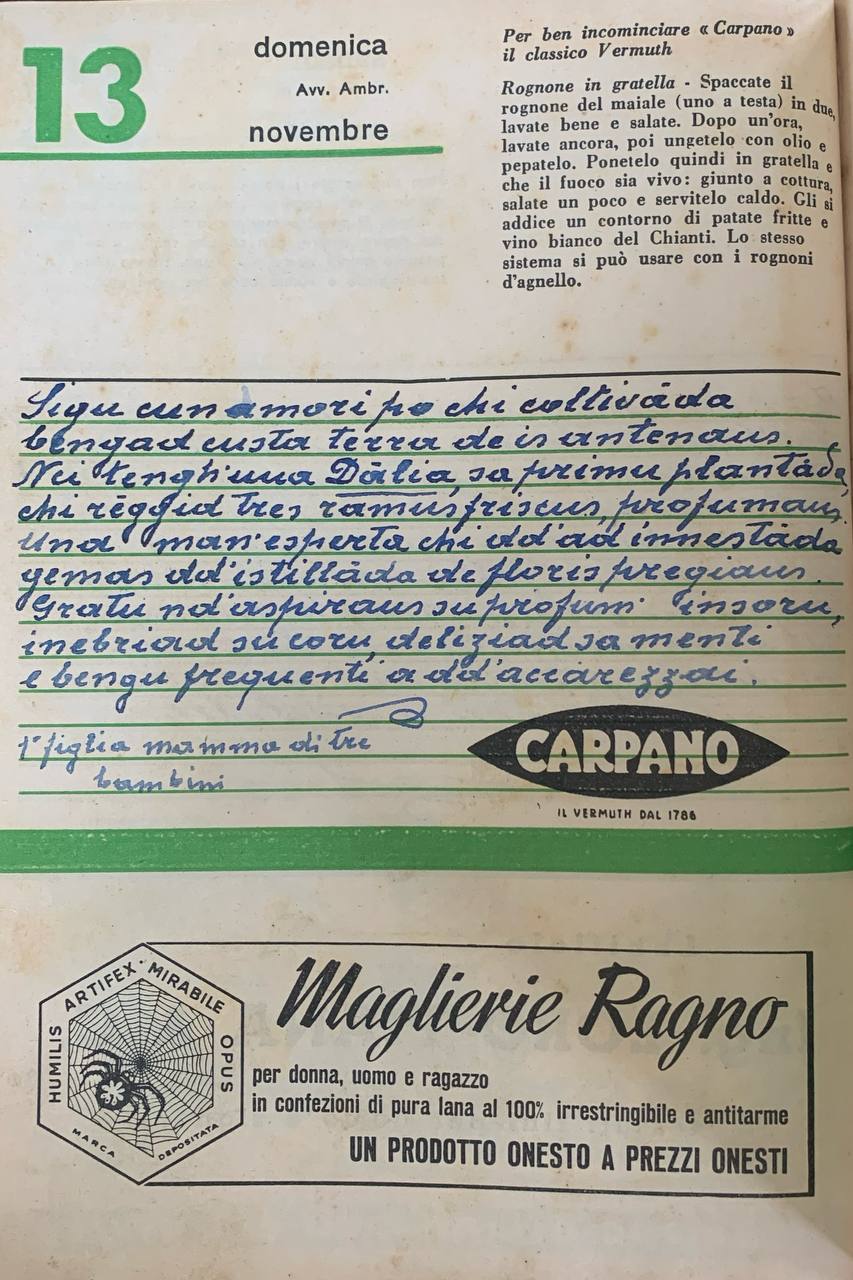 13
domenica
Avv. Ambr.
novembre
Per ben incominciare « Carpano »
il classico Vermuth
Rognone in gratella - Spaccate il
rognone del maiale (uno a testa) in due,
lavate bene e salate. Dopo un'ora,
lavate ancora, poi ungetelo con olio e
pepatelo. Ponetelo quindi in gratella e
che il fuoco sia vivo: giunto a cottura,
salate un poco e servitelo caldo. Gli si
addice un contorno di patate fritte e
vino bianco del Chianti. Lo stesso
sistema si può usare con i rognoni
d'agnello.
Sigu cun amori po chi coltivāda
bengad custa terra de is antenaus.
Nei tengh'una Dālia, sa primu plantāda,
chi rēggid tres ramus friscus, profumaus.
Una man'esperta chi dd'ad innestāda
gemas dd'istillāda de floris pregiaus.
Gratu nd'aspiraus su profum' insoru,
inebriad su coru, deliziad sa menti
e bengu frequenti a dd'accarezzai.
1ª figlia mamma di tre
bambini
CARPANO
IL VERMUTH DAL 1786
HUMILIS ARTIFEX · MIRABILE OPUS
MARCA DEPOSITATA
Maglierie Ragno
per donna, uomo e ragazzo
in confezioni di pura lana al 100% irrestringibile e antitarme
UN PRODOTTO ONESTO A PREZZI ONESTI